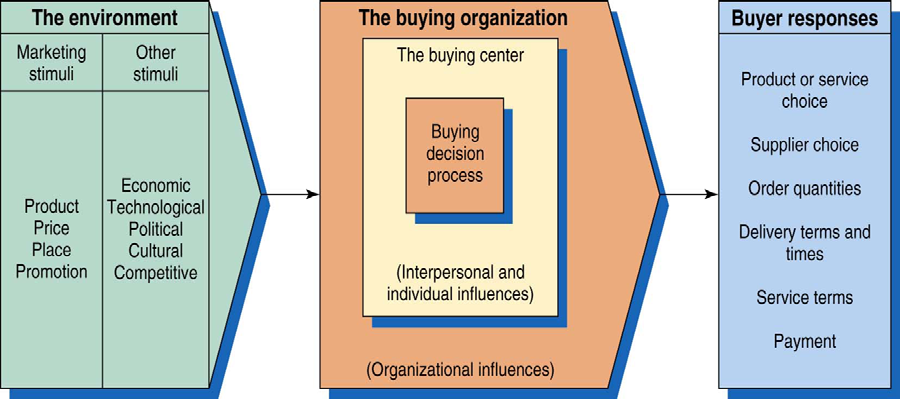 The environment
Marketing
stimuli
Other
stimuli
Product
Price
Place
Promotion
Economic
Technological
Political
Cultural
Competitive
The buying organization
The buying center
Buying
decision
process
(Interpersonal and
individual influences)
(Organizational influences)
Buyer responses
Product or service
choice
Supplier choice
Order quantities
Delivery terms and
times
Service terms
Payment